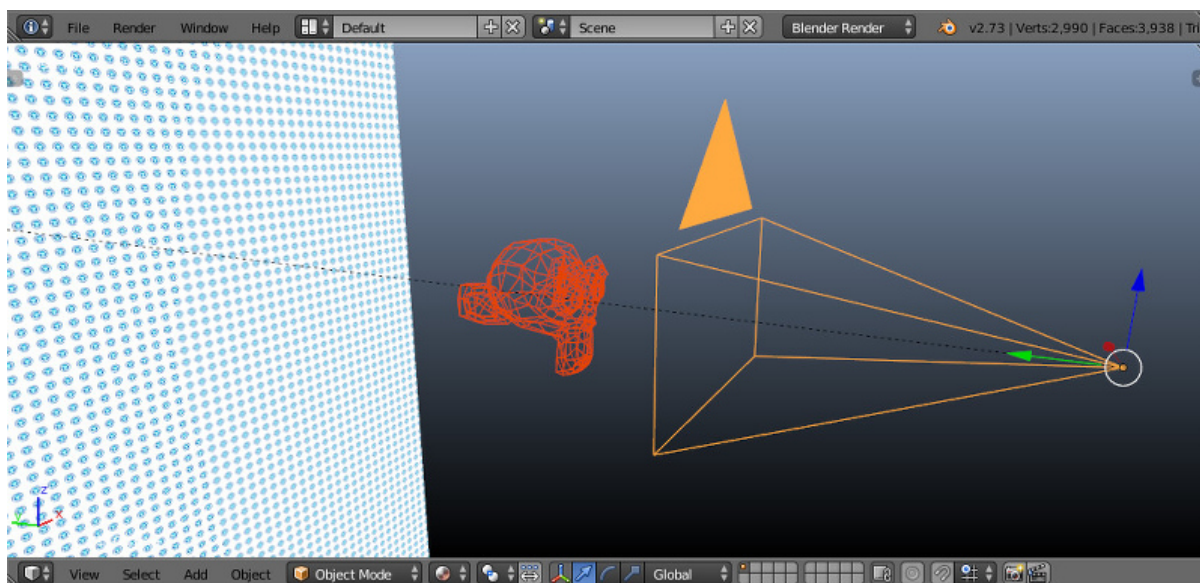 File Render Window Help Default Scene Blender Render v2.73 | Verts:2,990 | Faces:3,938 | Tri
z
y x
View Select Add Object Object Mode Global